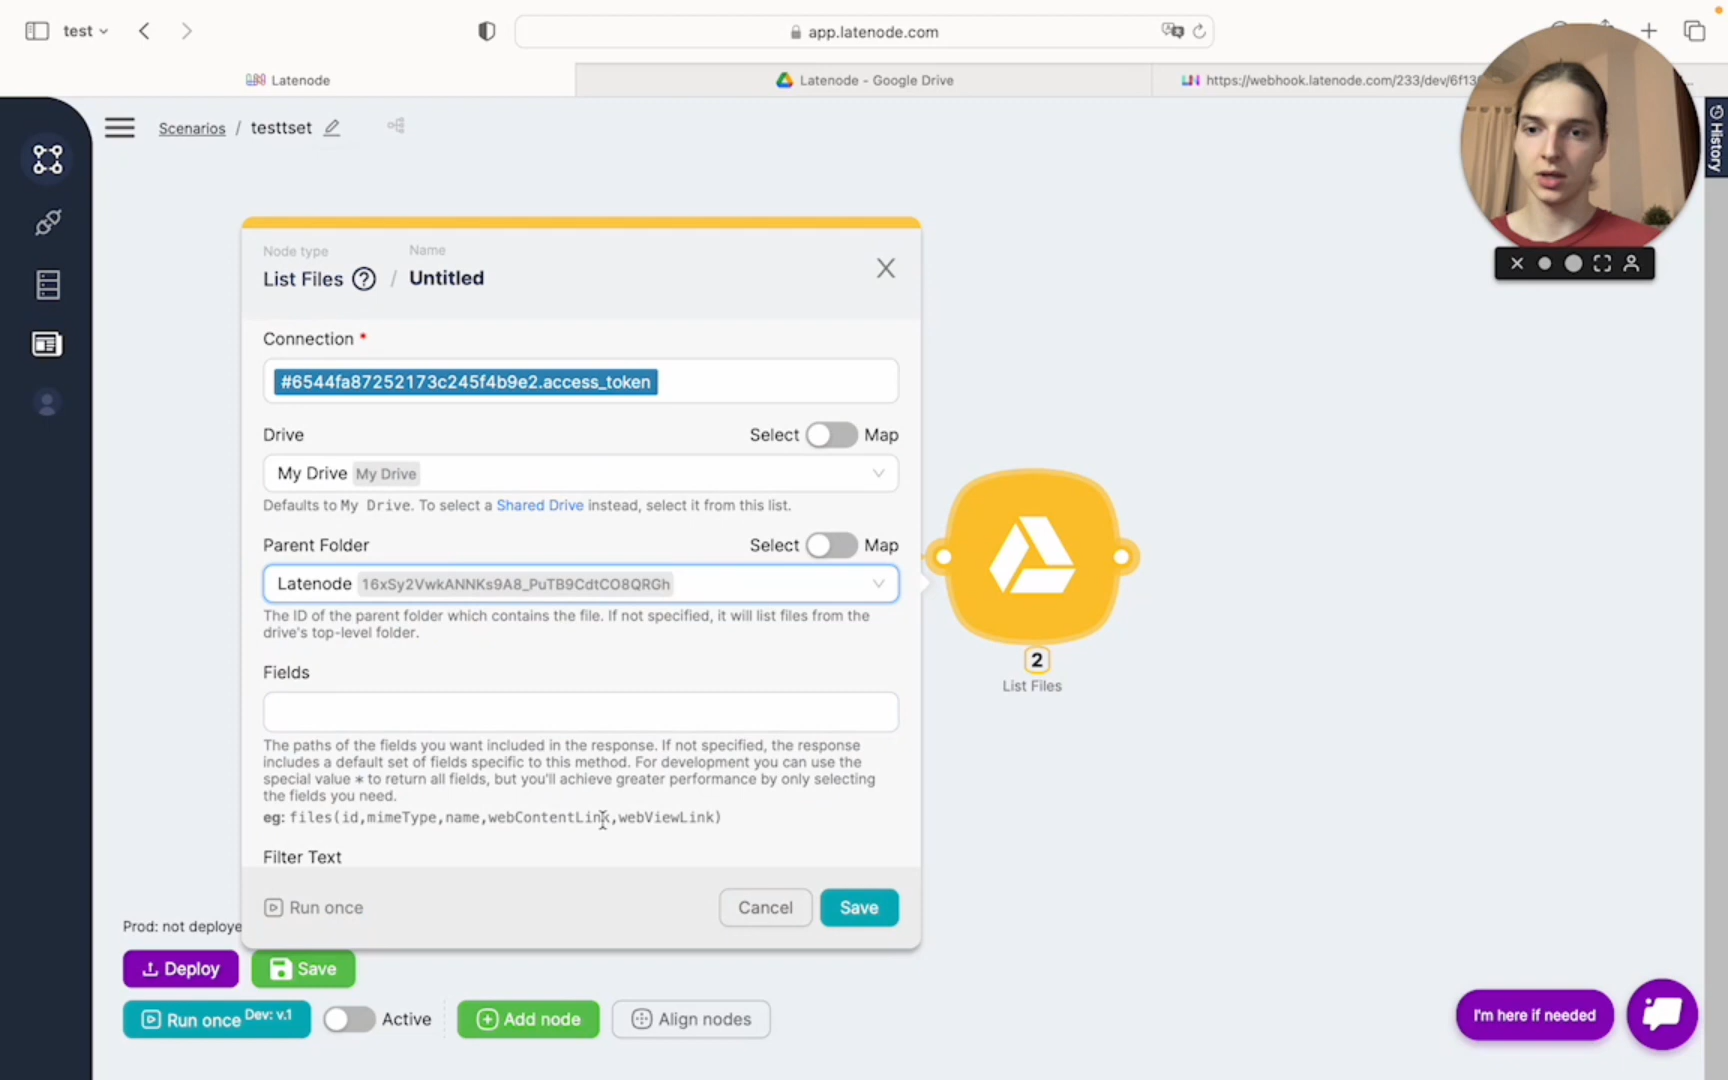 test
app.latenode.com
Latenode
Latenode - Google Drive
https://webhook.latenode.com/233/dev/6f13
Scenarios / testtset
History
Node type
Name
List Files ? / Untitled
Connection *
#6544fa87252173c245f4b9e2.access_token
Drive
Select Map
My Drive My Drive
Defaults to My Drive. To select a Shared Drive instead, select it from this list.
Parent Folder
Select Map
Latenode 16xSy2VwkANNKs9A8_PuTB9CdtCO8QRGh
The ID of the parent folder which contains the file. If not specified, it will list files from the
drive's top-level folder.
Fields
The paths of the fields you want included in the response. If not specified, the response
includes a default set of fields specific to this method. For development you can use the
special value * to return all fields, but you'll achieve greater performance by only selecting
the fields you need.
eg: files(id,mimeType,name,webContentLink,webViewLink)
Filter Text
Run once
Cancel
Save
2
List Files
Prod: not deploye
Deploy
Save
Run once Dev: v.1
Active
Add node
Align nodes
I'm here if needed